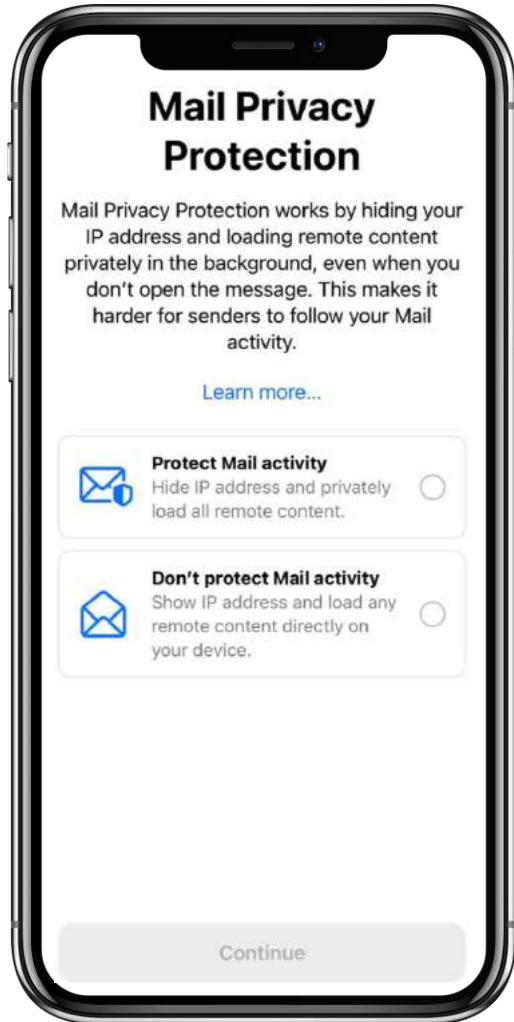 Mail Privacy
Protection
Mail Privacy Protection works by hiding your
IP address and loading remote content
privately in the background, even when you
don't open the message. This makes it
harder for senders to follow your Mail
activity.
Learn more...
Protect Mail activity
Hide IP address and privately
load all remote content.
Don't protect Mail activity
Show IP address and load any
remote content directly on
your device.
Continue